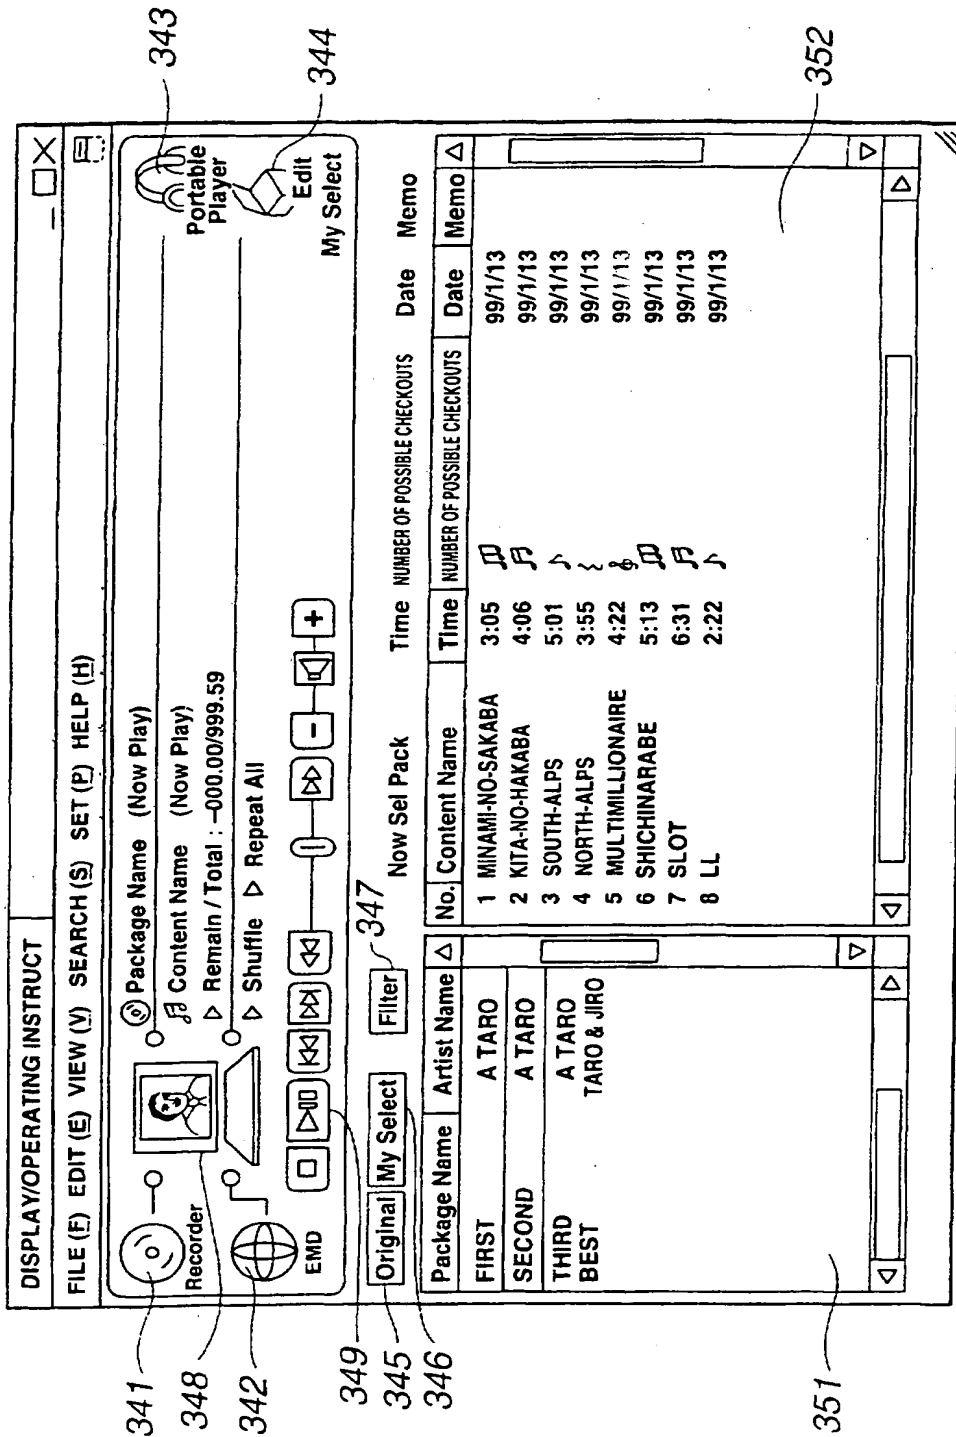 DISPLAY/OPERATING INSTRUCT
FILE (F) EDIT (E) VIEW (V) SEARCH (S) SET (P) HELP (H)
341
348
342
343
344
Recorder
EMD
Package Name (Now Play)
Content Name (Now Play)
Remain / Total : –000.00/999.59
Shuffle Repeat All
Portable
Player
Edit
My Select
349
345
346
347
Original My Select Filter
Now Sel Pack Time NUMBER OF POSSIBLE CHECKOUTS Date Memo
Package Name Artist Name
FIRST A TARO
SECOND A TARO
THIRD A TARO
BEST TARO & JIRO
No. Content Name Time NUMBER OF POSSIBLE CHECKOUTS Date Memo
1 MINAMI-NO-SAKABA 3:05 99/1/13
2 KITA-NO-HAKABA 4:06 99/1/13
3 SOUTH-ALPS 5:01 99/1/13
4 NORTH-ALPS 3:55 99/1/13
5 MULTIMILLIONAIRE 4:22 99/1/13
6 SHICHINARABE 5:13 99/1/13
7 SLOT 6:31 99/1/13
8 LL 2:22 99/1/13
351
352